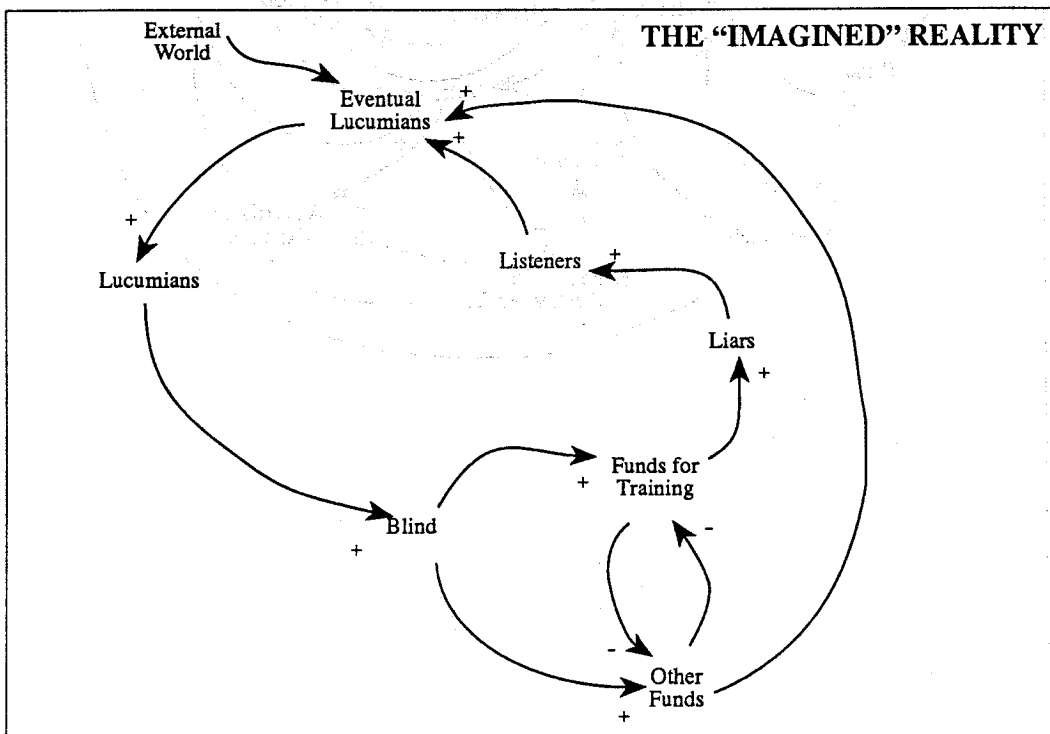 THE “IMAGINED” REALITY
External
World
+
Eventual
Lucumians
+
+
Lucumians
Listeners
+
Liars
+
Funds for
Training
+
-
Blind
+
-
Other
Funds
+